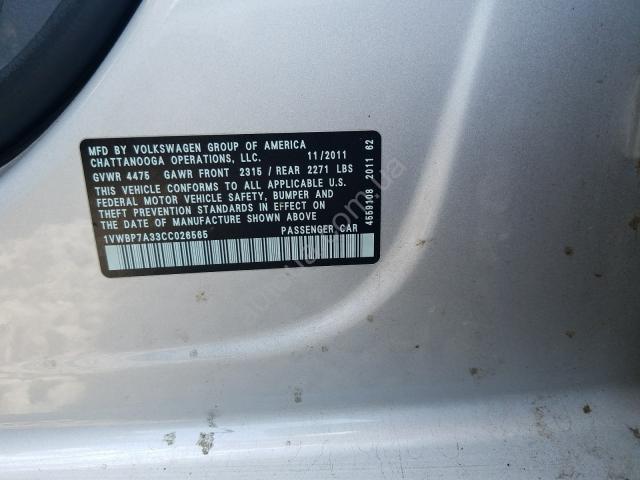 MFD BY VOLKSWAGEN GROUP OF AMERICA
CHATTANOOGA OPERATIONS, LLC. 11/2011
GVWR 4475 GAWR FRONT 2315 / REAR 2271 LBS
THIS VEHICLE CONFORMS TO ALL APPLICABLE U.S.
FEDERAL MOTOR VEHICLE SAFETY, BUMPER AND
THEFT PREVENTION STANDARDS IN EFFECT ON
THE DATE OF MANUFACTURE SHOWN ABOVE
1VWBP7A33CC026565 PASSENGER CAR
4559108 2011 62